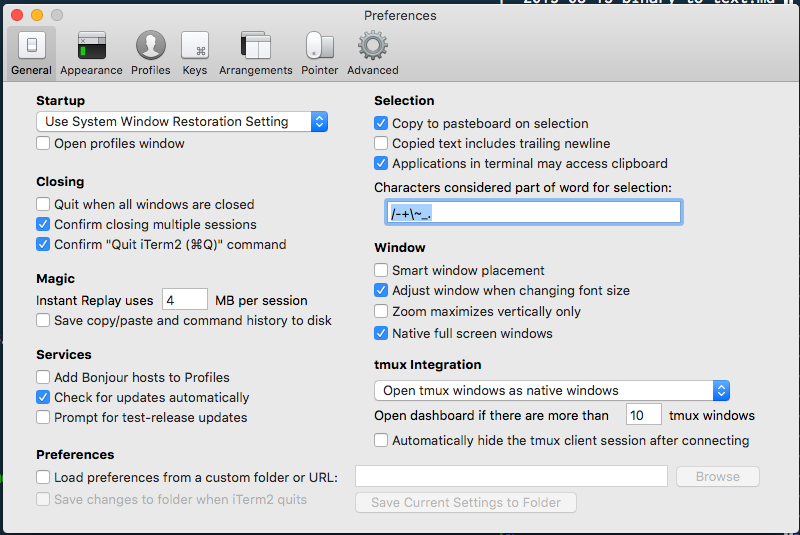 2015-08-15-binary-to-text.md
Preferences
General Appearance Profiles Keys Arrangements Pointer Advanced
Startup
Use System Window Restoration Setting
Open profiles window
Closing
Quit when all windows are closed
Confirm closing multiple sessions
Confirm "Quit iTerm2 (⌘Q)" command
Magic
Instant Replay uses 4 MB per session
Save copy/paste and command history to disk
Services
Add Bonjour hosts to Profiles
Check for updates automatically
Prompt for test-release updates
Selection
Copy to pasteboard on selection
Copied text includes trailing newline
Applications in terminal may access clipboard
Characters considered part of word for selection:
/-+\~_.
Window
Smart window placement
Adjust window when changing font size
Zoom maximizes vertically only
Native full screen windows
tmux Integration
Open tmux windows as native windows
Open dashboard if there are more than 10 tmux windows
Automatically hide the tmux client session after connecting
Preferences
Load preferences from a custom folder or URL: Browse
Save changes to folder when iTerm2 quits Save Current Settings to Folder